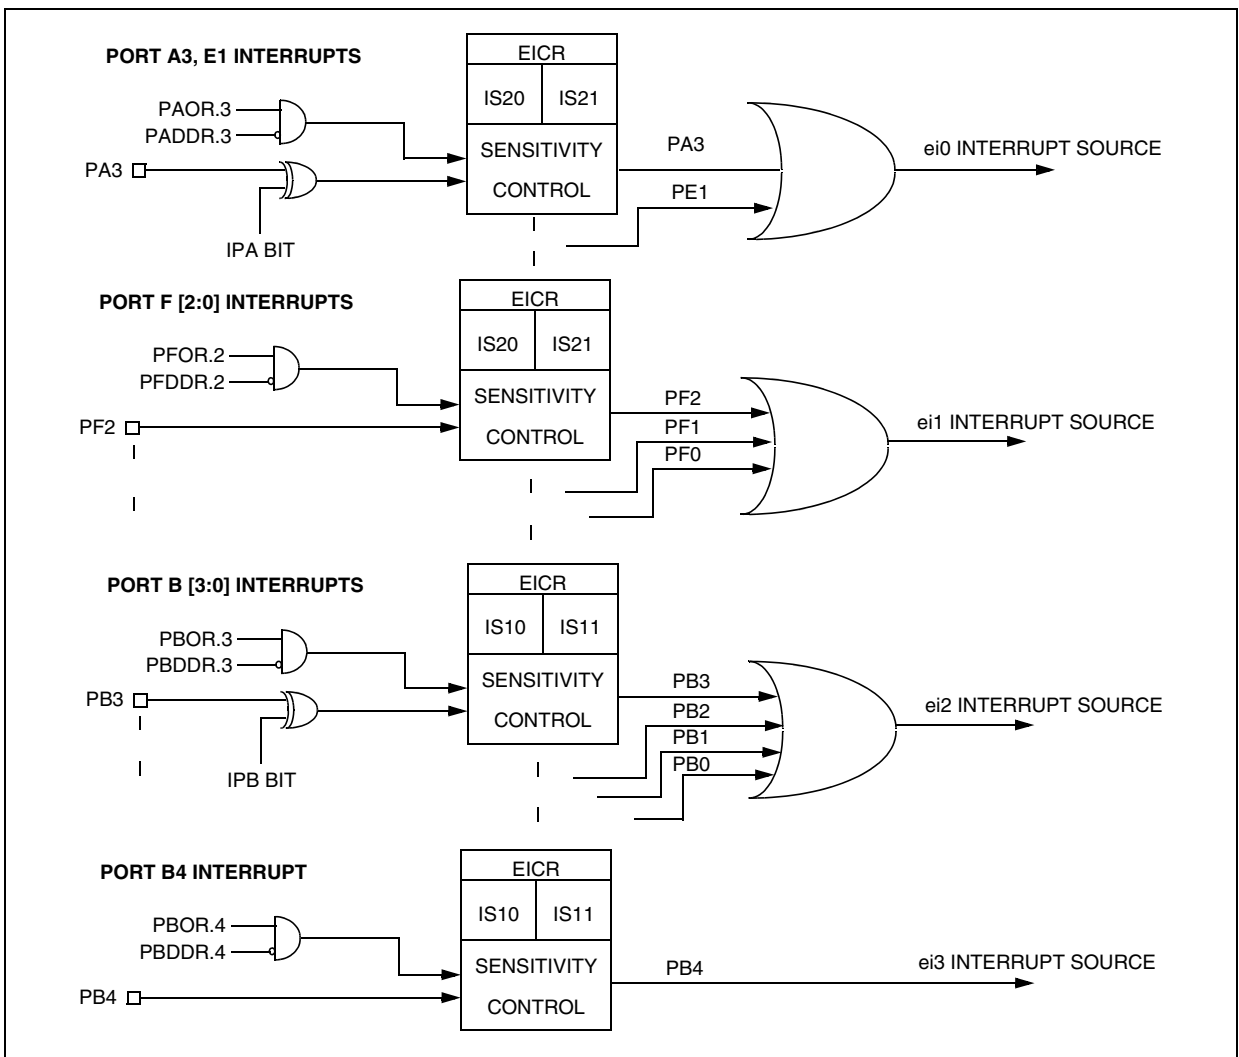 PORT A3, E1 INTERRUPTS
EICR
IS20 IS21
PAOR.3
PADDR.3
SENSITIVITY
CONTROL
PA3
PA3
PE1
ei0 INTERRUPT SOURCE
IPA BIT
PORT F [2:0] INTERRUPTS
EICR
IS20 IS21
PFOR.2
PFDDR.2
SENSITIVITY
CONTROL
PF2
PF2
PF1
PF0
ei1 INTERRUPT SOURCE
PORT B [3:0] INTERRUPTS
EICR
IS10 IS11
PBOR.3
PBDDR.3
SENSITIVITY
CONTROL
PB3
PB3
PB2
PB1
PB0
ei2 INTERRUPT SOURCE
IPB BIT
PORT B4 INTERRUPT
EICR
IS10 IS11
PBOR.4
PBDDR.4
SENSITIVITY
CONTROL
PB4
PB4
ei3 INTERRUPT SOURCE